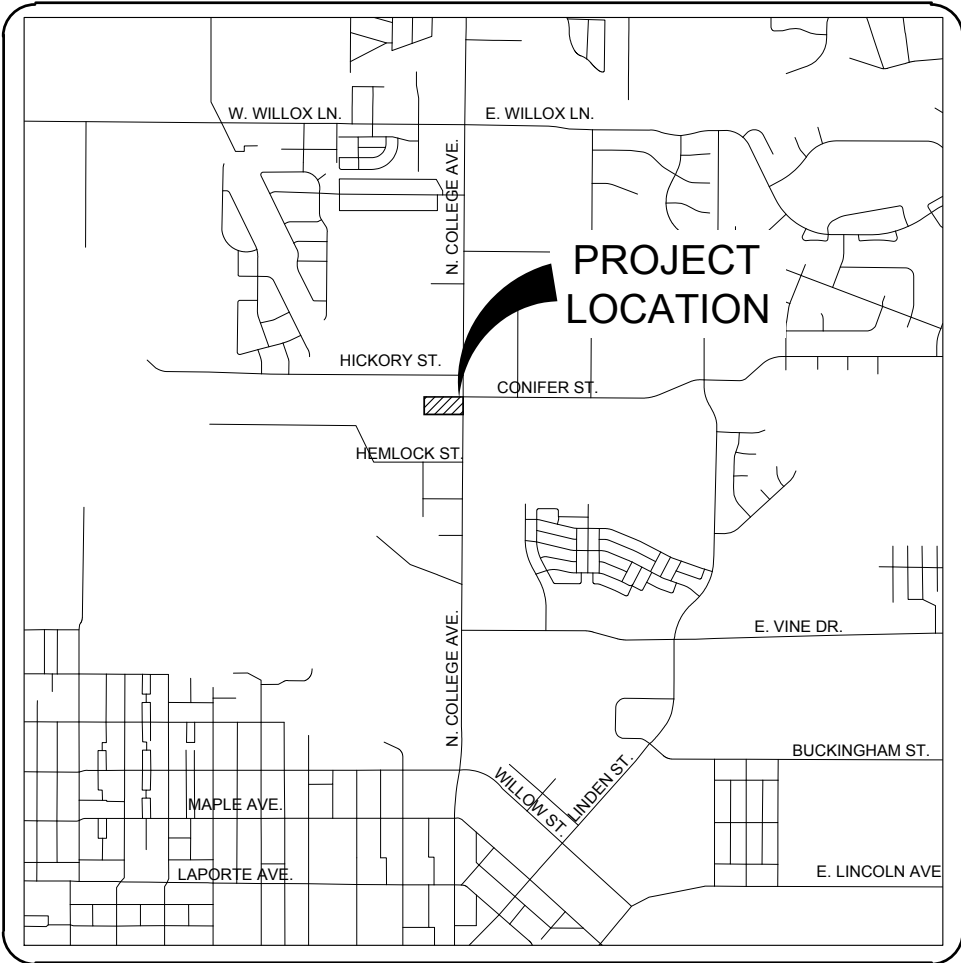 W. WILLOX LN.
E. WILLOX LN.
N. COLLEGE AVE.
PROJECT
LOCATION
HICKORY ST.
CONIFER ST.
HEMLOCK ST.
E. VINE DR.
N. COLLEGE AVE.
BUCKINGHAM ST.
WILLOW ST.
LINDEN ST.
MAPLE AVE.
LAPORTE AVE.
E. LINCOLN AVE